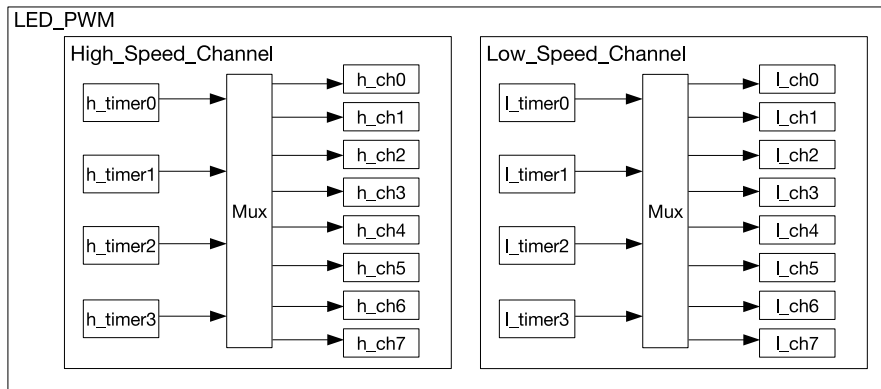 LED_PWM
High_Speed_Channel
h_timer0
h_timer1
h_timer2
h_timer3
Mux
h_ch0
h_ch1
h_ch2
h_ch3
h_ch4
h_ch5
h_ch6
h_ch7
Low_Speed_Channel
l_timer0
l_timer1
l_timer2
l_timer3
Mux
l_ch0
l_ch1
l_ch2
l_ch3
l_ch4
l_ch5
l_ch6
l_ch7